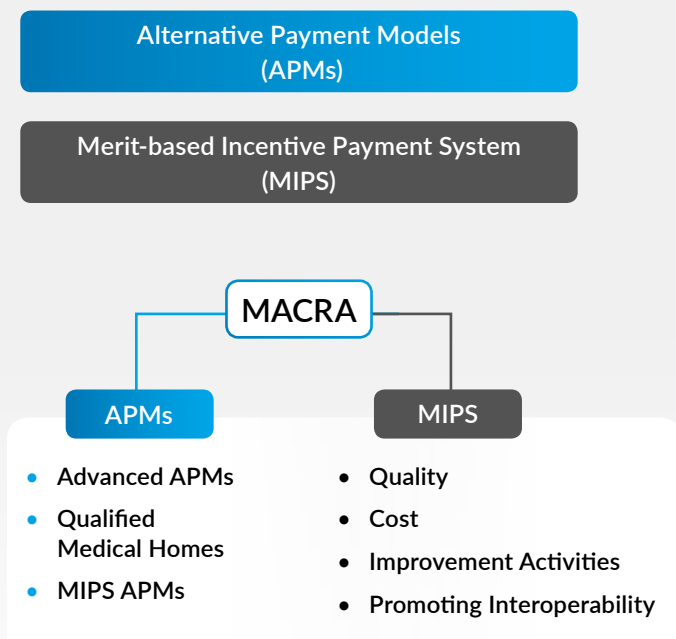 Alternative Payment Models
(APMs)
Merit-based Incentive Payment System
(MIPS)
MACRA
APMs
Advanced APMs
Qualified
Medical Homes
MIPS APMs
MIPS
Quality
Cost
Improvement Activities
Promoting Interoperability